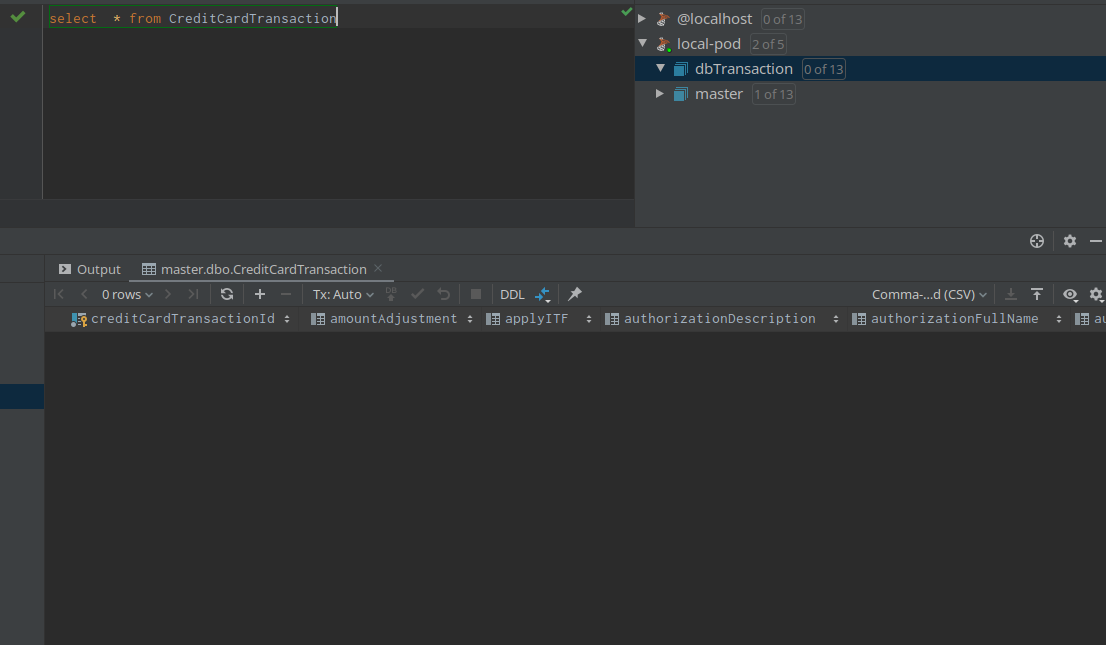 select * from CreditCardTransaction
@localhost 0 of 13
local-pod 2 of 5
dbTransaction 0 of 13
master 1 of 13
Output master.dbo.CreditCardTransaction
0 rows Tx: Auto DB DDL Comma-...d (CSV)
creditCardTransactionId amountAdjustment applyITF authorizationDescription authorizationFullName au